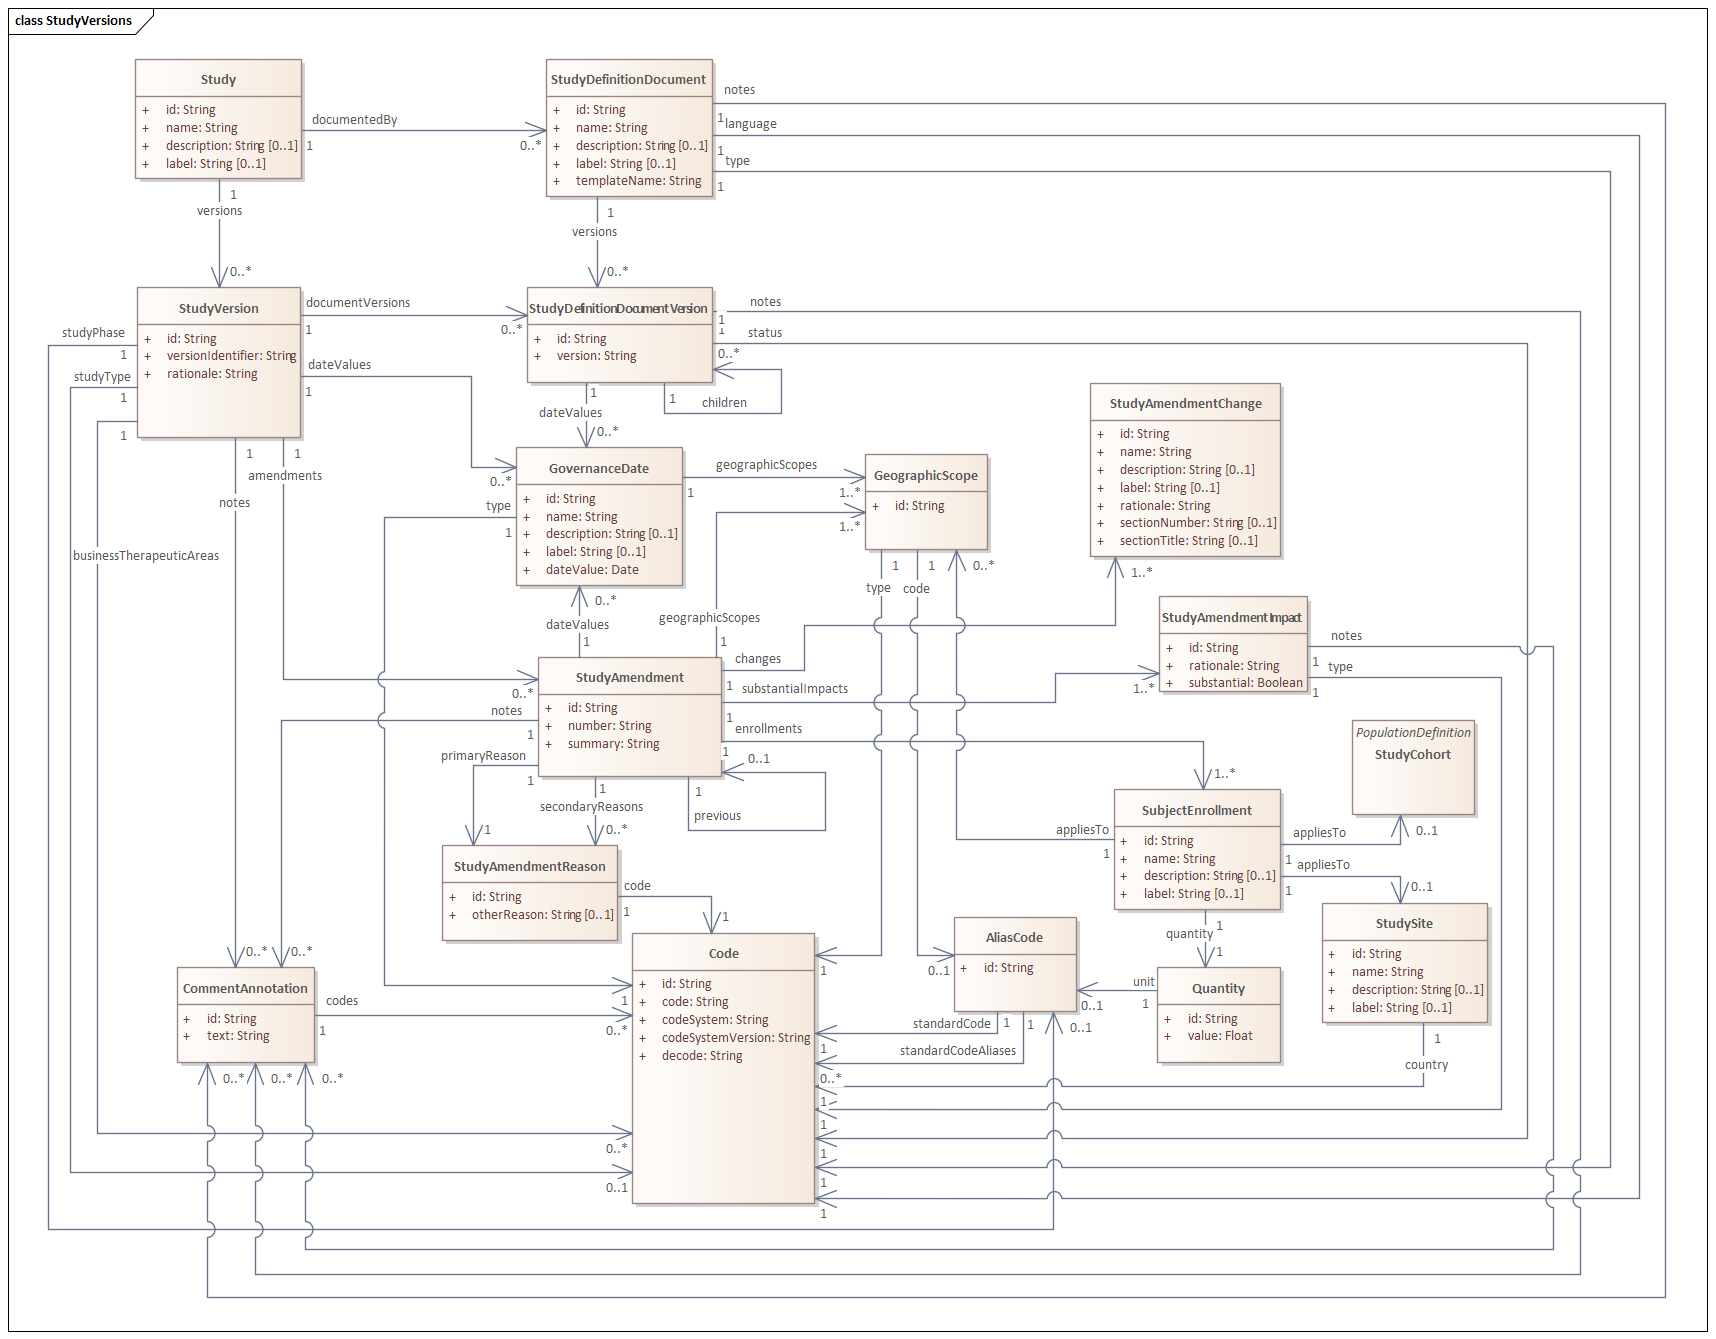 class StudyVersions
Study
+ id: String
+ name: String
+ description: String [0..1]
+ label: String [0..1]
documentedBy
1
0..*
StudyDefinitionDocument
+ id: String
+ name: String
+ description: String [0..1]
+ label: String [0..1]
+ templateName: String
notes
1
language
1
type
1
1
versions
0..*
1
versions
0..*
StudyVersion
+ id: String
+ versionIdentifier: String
+ rationale: String
studyPhase
1
studyType
1
1
businessTherapeuticAreas
documentVersions
1
0..*
dateValues
1
0..*
StudyDefinitionDocumentVersion
+ id: String
+ version: String
notes
1
1
status
0..*
1
children
1
dateValues
0..*
1
notes
1
amendments
GovernanceDate
+ id: String
+ name: String
+ description: String [0..1]
+ label: String [0..1]
+ dateValue: Date
type
1
geographicScopes
1
1..*
1..*
GeographicScope
+ id: String
1
type
1
code
0..*
StudyAmendmentChange
+ id: String
+ name: String
+ description: String [0..1]
+ label: String [0..1]
+ rationale: String
+ sectionNumber: String [0..1]
+ sectionTitle: String [0..1]
1..*
0..*
dateValues
1
geographicScopes
1
StudyAmendmentImpact
+ id: String
+ rationale: String
+ substantial: Boolean
notes
1
type
1
StudyAmendment
+ id: String
+ number: String
+ summary: String
0..*
notes
1
primaryReason
1
changes
1
substantialImpacts
1
1..*
enrollments
1
0..1
1
previous
1
secondaryReasons
1
0..*
1..*
PopulationDefinition
StudyCohort
SubjectEnrollment
+ id: String
+ name: String
+ description: String [0..1]
+ label: String [0..1]
appliesTo
1
appliesTo
1
0..1
appliesTo
1
0..1
StudyAmendmentReason
+ id: String
+ otherReason: String [0..1]
code
1
1
StudySite
+ id: String
+ name: String
+ description: String [0..1]
+ label: String [0..1]
1
country
quantity
1
1
Quantity
+ id: String
+ value: Float
unit
1
0..1
AliasCode
+ id: String
0..1
0..1
standardCode
1
1
standardCodeAliases
1
0..*
Code
+ id: String
+ code: String
+ codeSystem: String
+ codeSystemVersion: String
+ decode: String
1
1
1
1
1
1
1
0..*
0..*
CommentAnnotation
+ id: String
+ text: String
codes
1
1
0..*
0..*
0..*
0..*
0..*
0..1